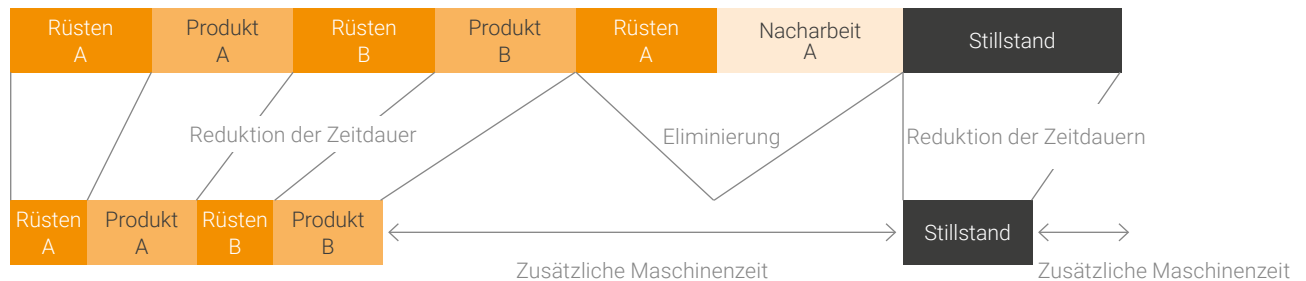 Rüsten
A
Produkt
A
Rüsten
B
Produkt
B
Rüsten
A
Nacharbeit
A
Stillstand
Reduktion der Zeitdauer
Eliminierung
Reduktion der Zeitdauern
Rüsten
A
Produkt
A
Rüsten
B
Produkt
B
Stillstand
Zusätzliche Maschinenzeit
Zusätzliche Maschinenzeit